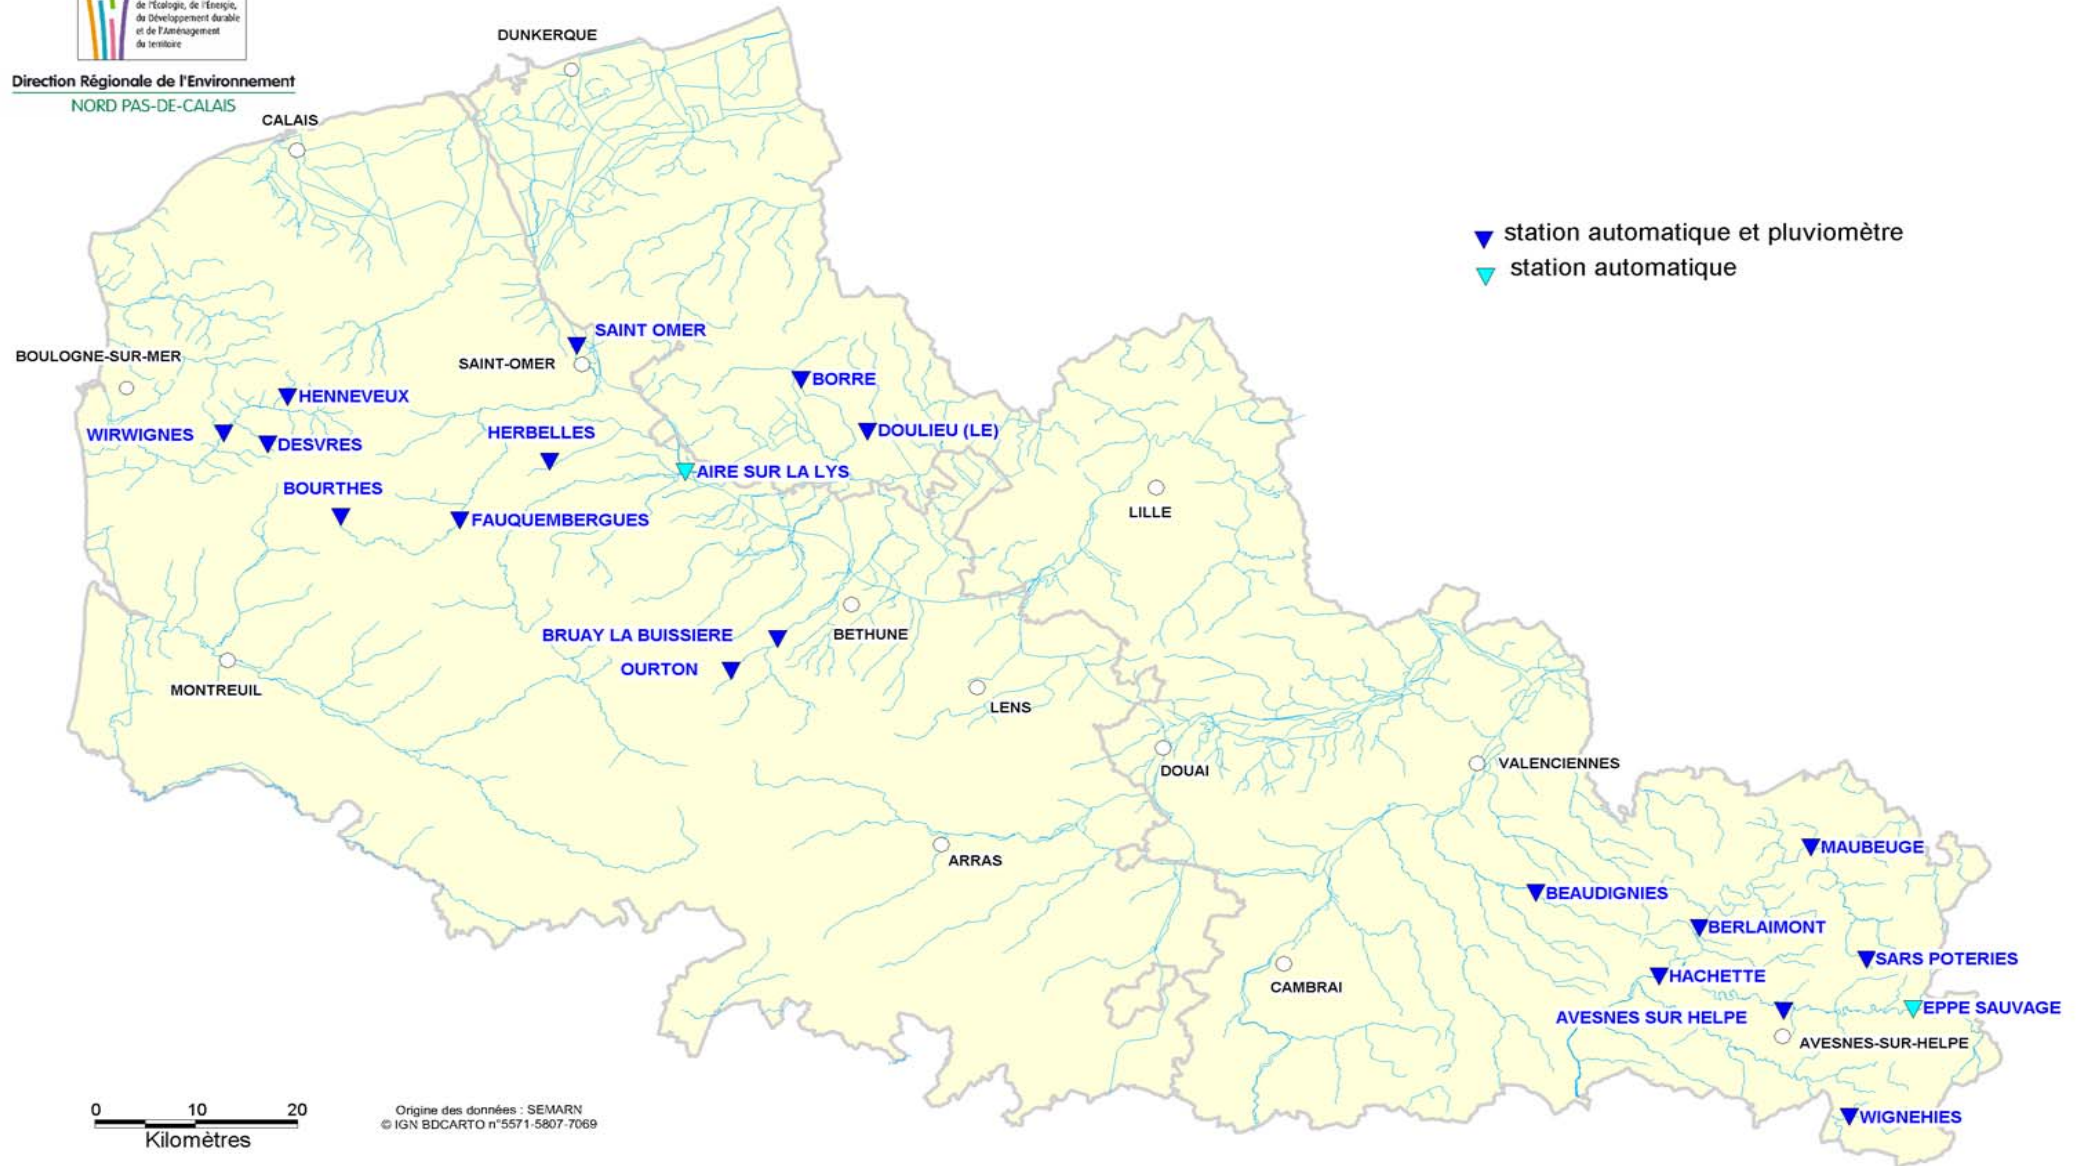 de l'Écologie, de l'Énergie,
du Développement durable
et de l'Aménagement
du territoire
Direction Régionale de l'Environnement
NORD PAS-DE-CALAIS
DUNKERQUE
CALAIS
station automatique et pluviomètre
station automatique
SAINT OMER
BOULOGNE-SUR-MER
SAINT-OMER
BORRE
HENNEVEUX
WIRWIGNES
DESVRES
HERBELLES
DOULIEU (LE)
AIRE SUR LA LYS
BOURTHES
FAUQUEMBERGUES
LILLE
BRUAY LA BUISSIERE
BETHUNE
OURTON
MONTREUIL
LENS
DOUAI
VALENCIENNES
ARRAS
MAUBEUGE
BEAUDIGNIES
BERLAIMONT
SARS POTERIES
HACHETTE
CAMBRAI
AVESNES SUR HELPE
EPPE SAUVAGE
AVESNES-SUR-HELPE
WIGNEHIES
0 10 20
Kilomètres
Origine des données : SEMARN
© IGN BDCARTO n°5571-5807-7069